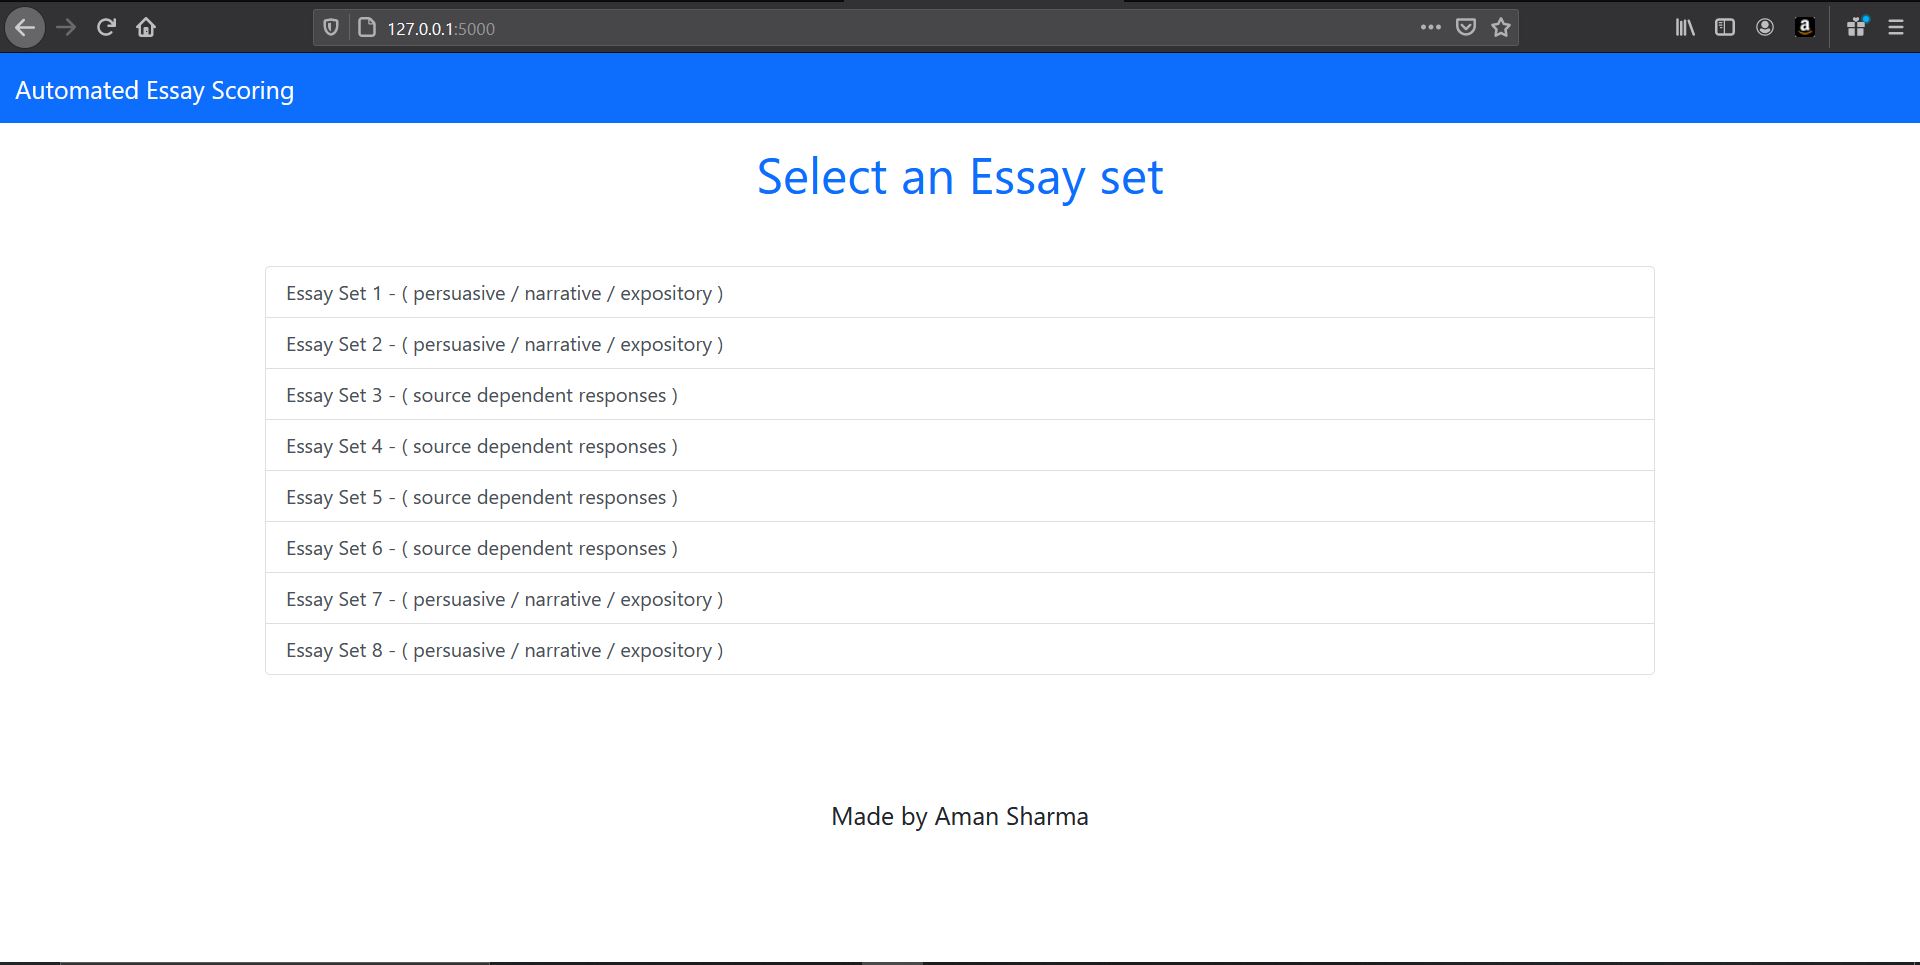 127.0.0.1:5000
Automated Essay Scoring
Select an Essay set
Essay Set 1 - ( persuasive / narrative / expository )
Essay Set 2 - ( persuasive / narrative / expository )
Essay Set 3 - ( source dependent responses )
Essay Set 4 - ( source dependent responses )
Essay Set 5 - ( source dependent responses )
Essay Set 6 - ( source dependent responses )
Essay Set 7 - ( persuasive / narrative / expository )
Essay Set 8 - ( persuasive / narrative / expository )
Made by Aman Sharma